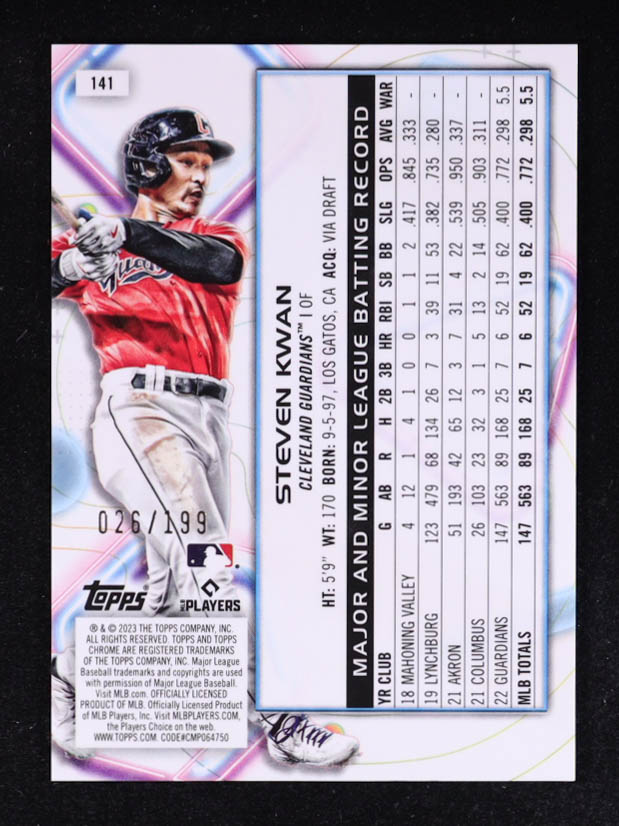 141
STEVEN KWAN
CLEVELAND GUARDIANS™ | OF
HT: 5'9" WT: 170 BORN: 9-5-97, LOS GATOS, CA ACQ: VIA DRAFT
MAJOR AND MINOR LEAGUE BATTING RECORD
YR CLUB G AB R H 2B 3B HR RBI SB BB SLG OPS AVG WAR
18 MAHONING VALLEY 4 12 1 4 1 0 0 1 1 2 .417 .845 .333 -
19 LYNCHBURG 123 479 68 134 26 7 3 39 11 53 .382 .735 .280 -
21 AKRON 51 193 42 65 12 3 7 31 4 22 .539 .950 .337 -
21 COLUMBUS 26 103 23 32 3 1 5 13 2 14 .505 .903 .311 -
22 GUARDIANS 147 563 89 168 25 7 6 52 19 62 .400 .772 .298 5.5
MLB TOTALS 147 563 89 168 25 7 6 52 19 62 .400 .772 .298 5.5
026/199
topps
MLB PLAYERS
® & © 2023 THE TOPPS COMPANY, INC.
ALL RIGHTS RESERVED. TOPPS AND TOPPS
CHROME ARE REGISTERED TRADEMARKS
OF THE TOPPS COMPANY, INC. Major League
Baseball trademarks and copyrights are used
with permission of Major League Baseball.
Visit MLB.com. OFFICIALLY LICENSED
PRODUCT OF MLB. Official Licensed Product
of MLB Players, Inc. Visit MLBPLAYERS.COM,
the Players Choice on the web.
WWW.TOPPS.COM. CODE#CMP064750